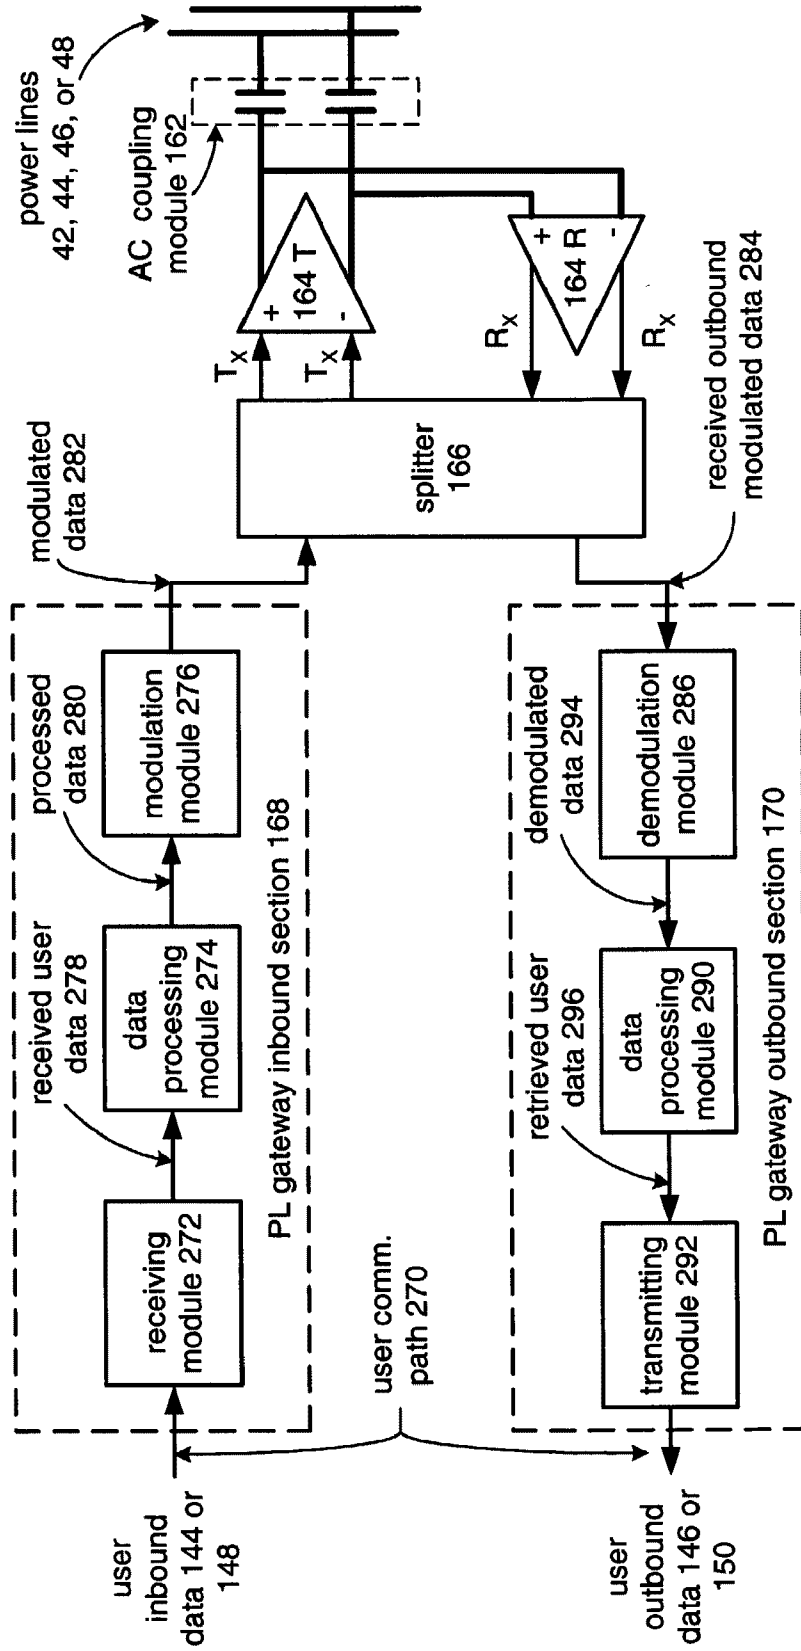 user
inbound
data 144 or
148
receiving
module 272
received user
data 278
data
processing
module 274
processed
data 280
modulation
module 276
modulated
data 282
PL gateway inbound section 168
user comm.
path 270
splitter
166
Tx
Tx
+
164 T
-
AC coupling
module 162
power lines
42, 44, 46, or 48
Rx
Rx
+
164 R
-
received outbound
modulated data 284
demodulation
module 286
demodulated
data 294
data
processing
module 290
retrieved user
data 296
transmitting
module 292
PL gateway outbound section 170
user
outbound
data 146 or
150